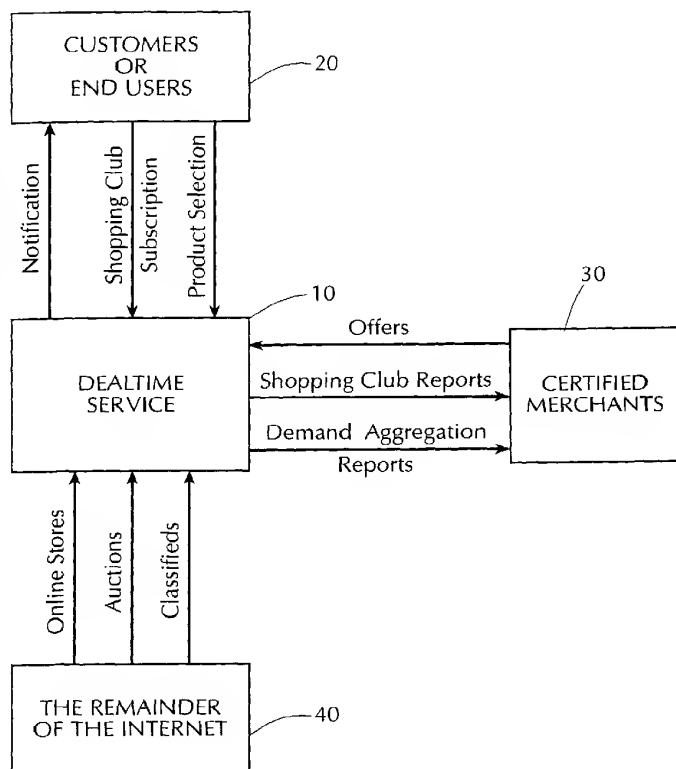 CUSTOMERS
OR
END USERS
20
Notification
Shopping Club
Subscription
Product Selection
10
30
DEALTIME
SERVICE
Offers
Shopping Club Reports
Demand Aggregation
Reports
CERTIFIED
MERCHANTS
Online Stores
Auctions
Classifieds
THE REMAINDER
OF THE INTERNET
40